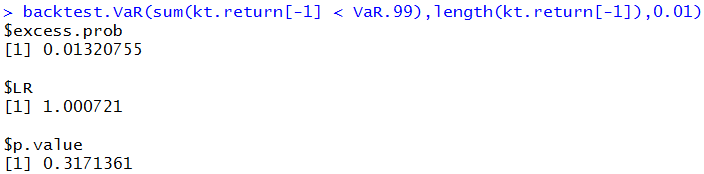 > backtest.VaR(sum(kt.return[-1] < VaR.99),length(kt.return[-1]),0.01)
$excess.prob
[1] 0.01320755
$LR
[1] 1.000721
$p.value
[1] 0.3171361